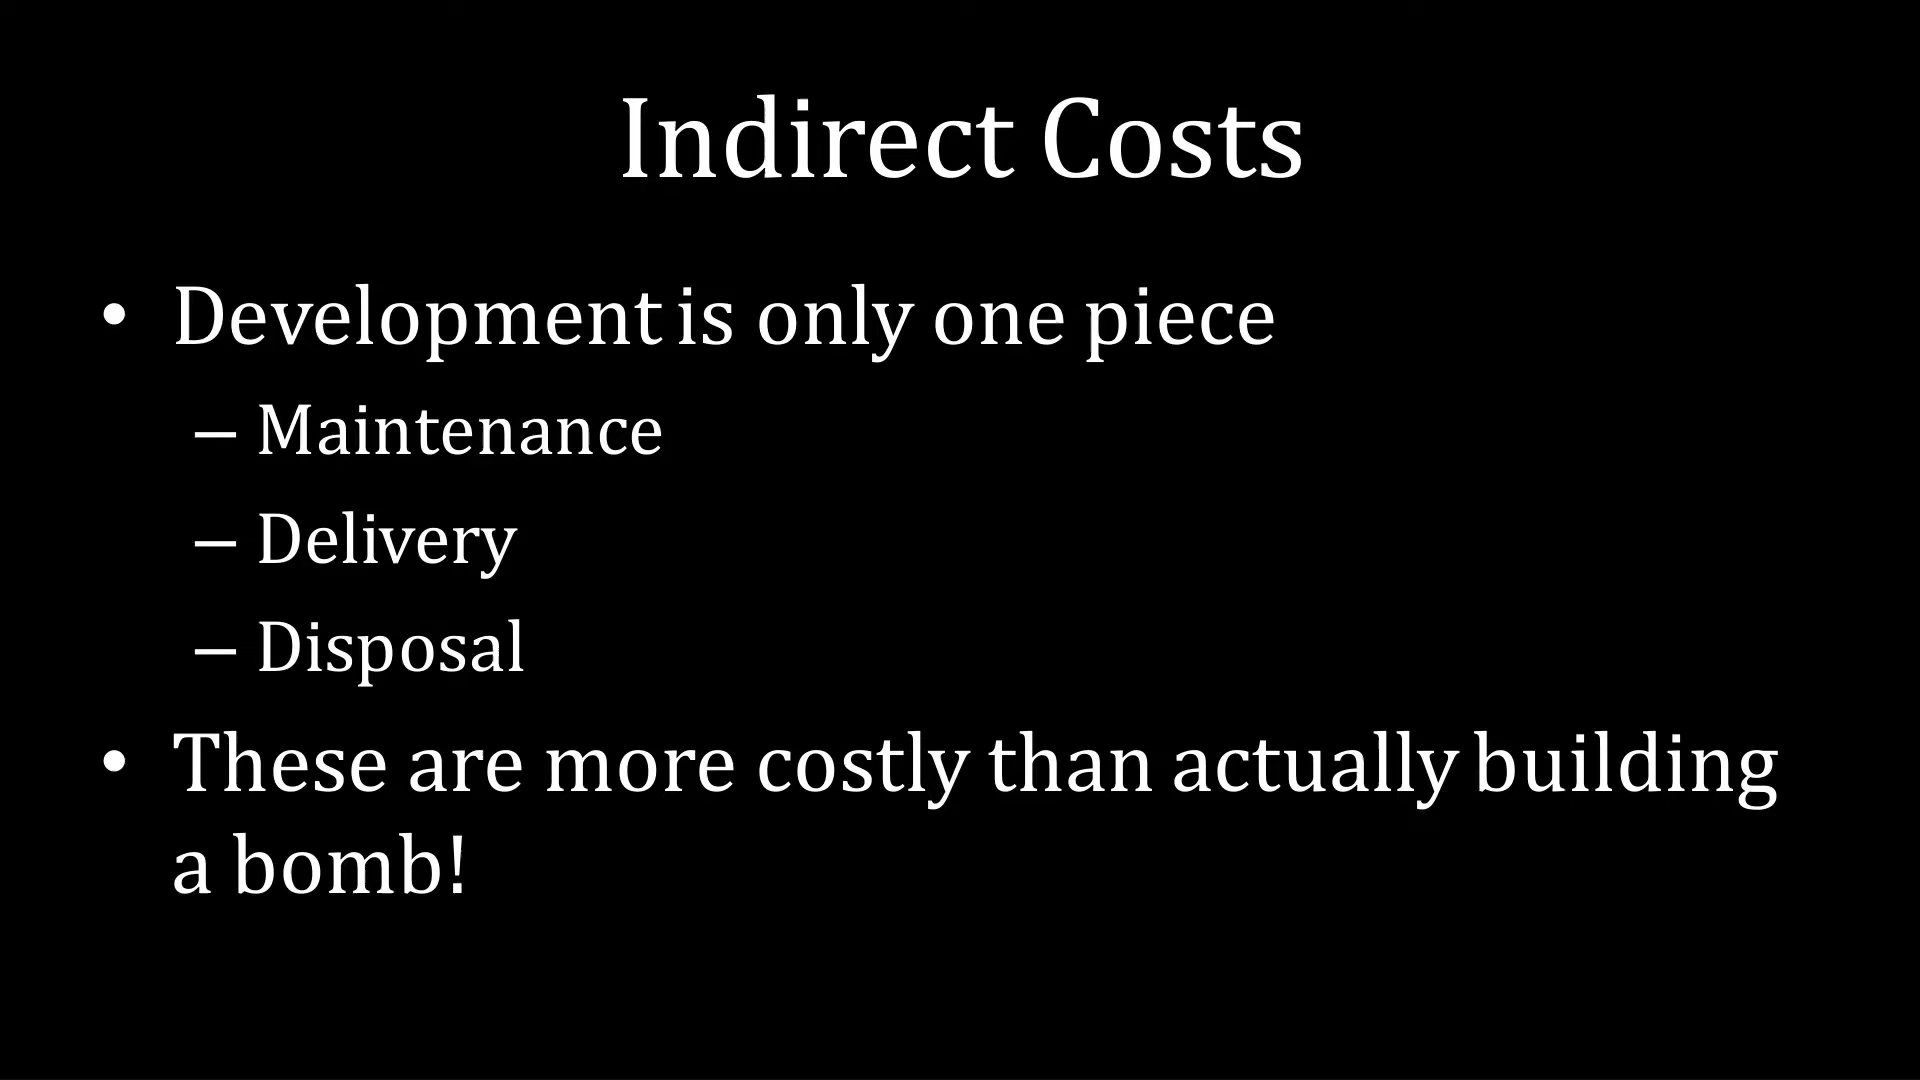 Indirect Costs
• Development is only one piece
– Maintenance
– Delivery
– Disposal
• These are more costly than actually building
a bomb!